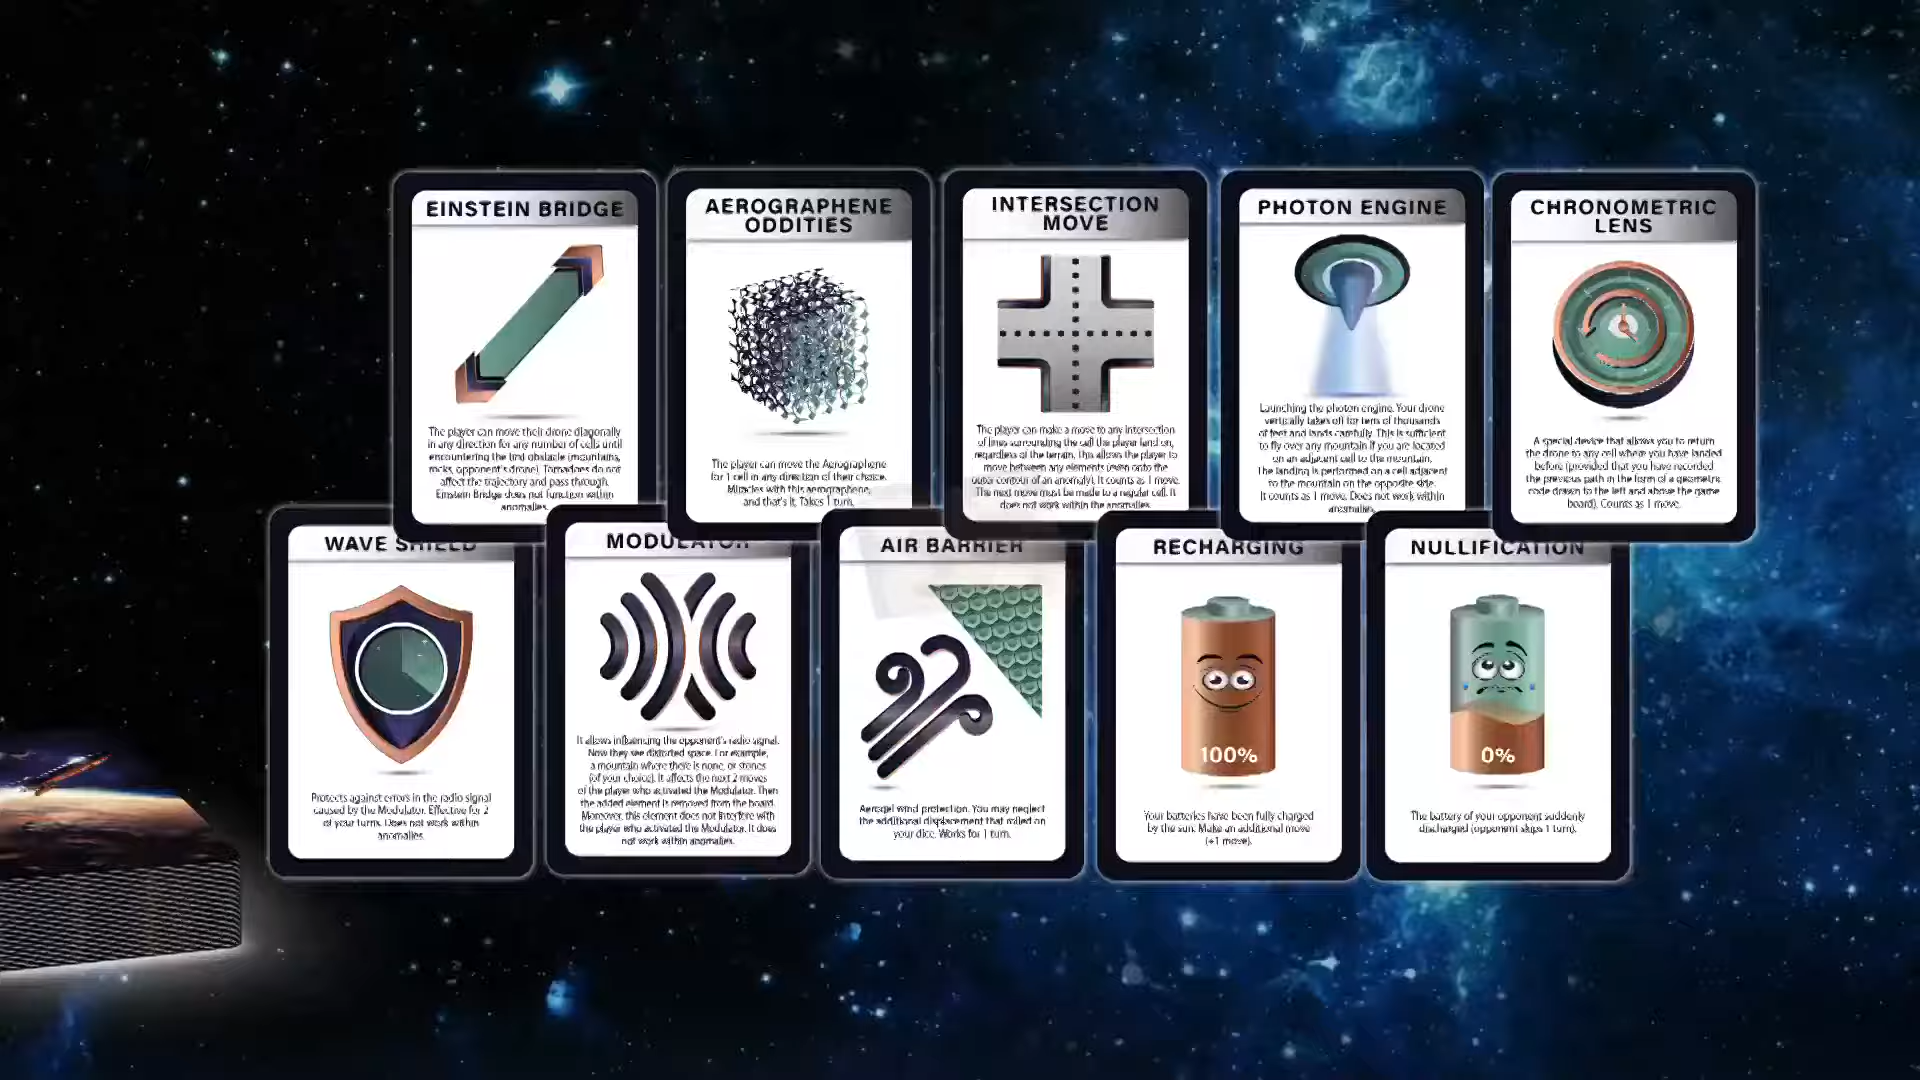 EINSTEIN BRIDGE
The player can move their drone diagonally
in any direction for any number of cells until
encountering the first obstacle (mountains,
rocks, opponent's drone). Tornadoes do not
affect the trajectory and pass through.
Einstein Bridge does not function within
anomalies.
AEROGRAPHENE
ODDITIES
The player can move the Aerographene
for 1 cell in any direction of their choice.
Miracles with this aerographene,
and that's it. Takes 1 turn.
INTERSECTION
MOVE
The player can make a move to any intersection
of lines surrounding the cell the player land on,
regardless of the terrain. This allows the player to
move between any elements (even onto the
outer contour of an anomaly). It counts as 1 move.
The next move must be made to a regular cell. It
does not work within the anomalies.
PHOTON ENGINE
Launching the photon engine. Your drone
vertically takes off for tens of thousands
of feet and lands carefully. This is sufficient
to fly over any mountain if you are located
on an adjacent cell to the mountain.
The landing is performed on a cell adjacent
to the mountain on the opposite side.
It counts as 1 move. Does not work within
anomalies.
CHRONOMETRIC
LENS
A special device that allows you to return
the drone to any cell where you have landed
before (provided that you have recorded
the previous path in the form of a geometric
code drawn to the left and above the game
board). Counts as 1 move.
WAVE SHIELD
Protects against errors in the radio signal
caused by the Modulator. Effective for 2
of your turns. Does not work within
anomalies.
MODULATOR
It allows influencing the opponent's radio signal.
Now they see distorted space. For example,
a mountain where there is none, or stones
(of your choice). It affects the next 2 moves
of the player who activated the Modulator. Then
the added element is removed from the board.
Moreover, this element does not interfere with
the player who activated the Modulator. It does
not work within anomalies.
AIR BARRIER
Aerogel wind protection. You may neglect
the additional displacement that rolled on
your dice. Works for 1 turn.
RECHARGING
100%
Your batteries have been fully charged
by the sun. Make an additional move
(+1 move).
NULLIFICATION
0%
The battery of your opponent suddenly
discharged (opponent skips 1 turn).